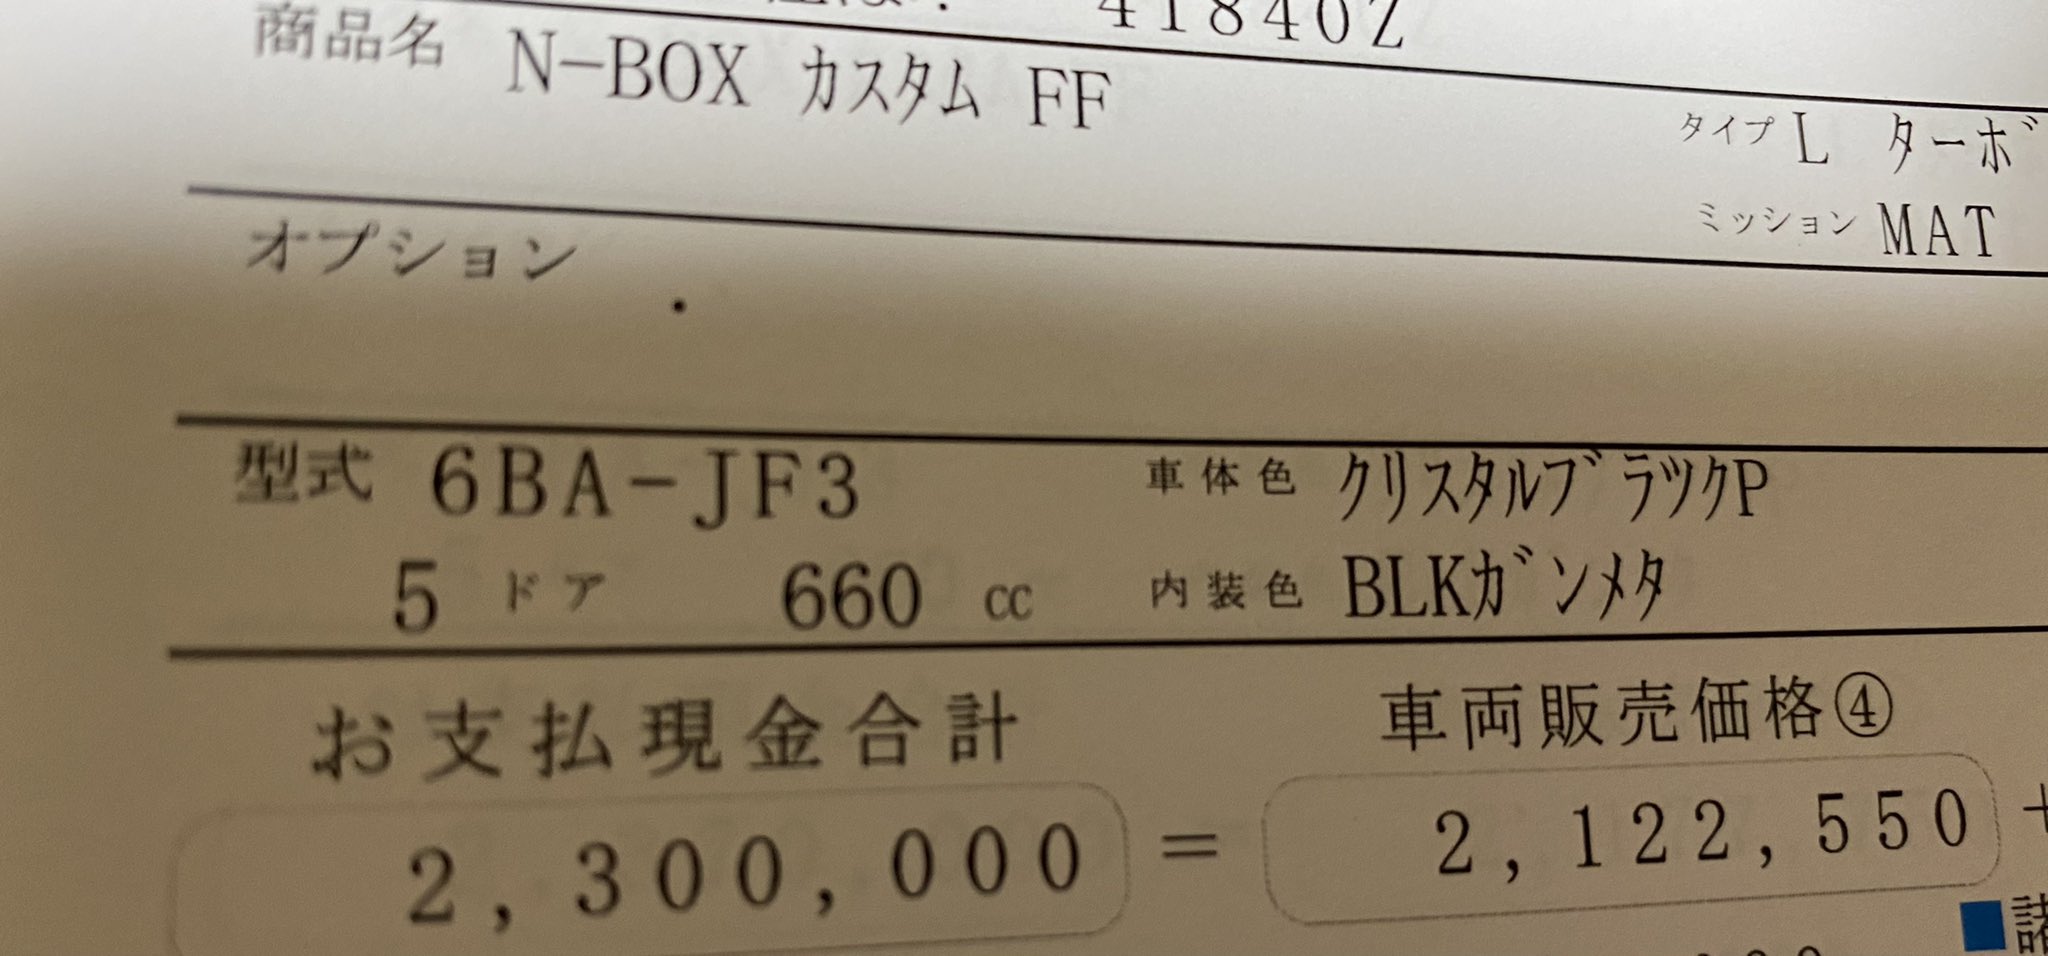 41840Z
商品名 N-BOX ｶｽﾀﾑ FF
タイプ L ﾀｰﾎﾞ
ミッション MAT
オプション
.
型式 6BA-JF3 車体色 ｸﾘｽﾀﾙﾌﾞﾗﾂｸP
5 ドア 660 cc 内装色 BLKｶﾞﾝﾒﾀ
お支払現金合計 車両販売価格④
2,300,000 = 2,122,550 +
■諸